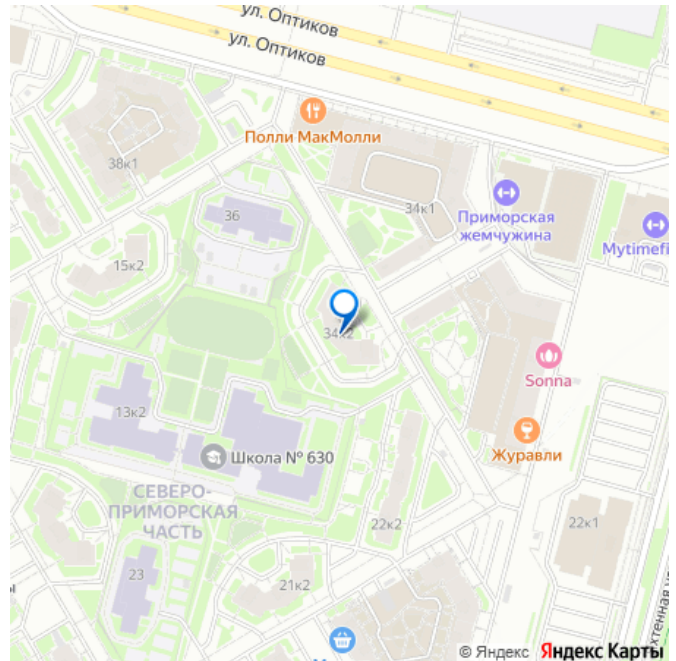 ул. Оптиков
ул. Оптиков
Полли МакМолли
38к1
34к1
36
Приморская
жемчужина
Mytimefi
15к2
34к2
Sonna
13к2
Школа № 630
Журавли
СЕВЕРО-
ПРИМОРСКАЯ
ЧАСТЬ
22к2
22к1
23
21к2
© Яндекс Яндекс Карты